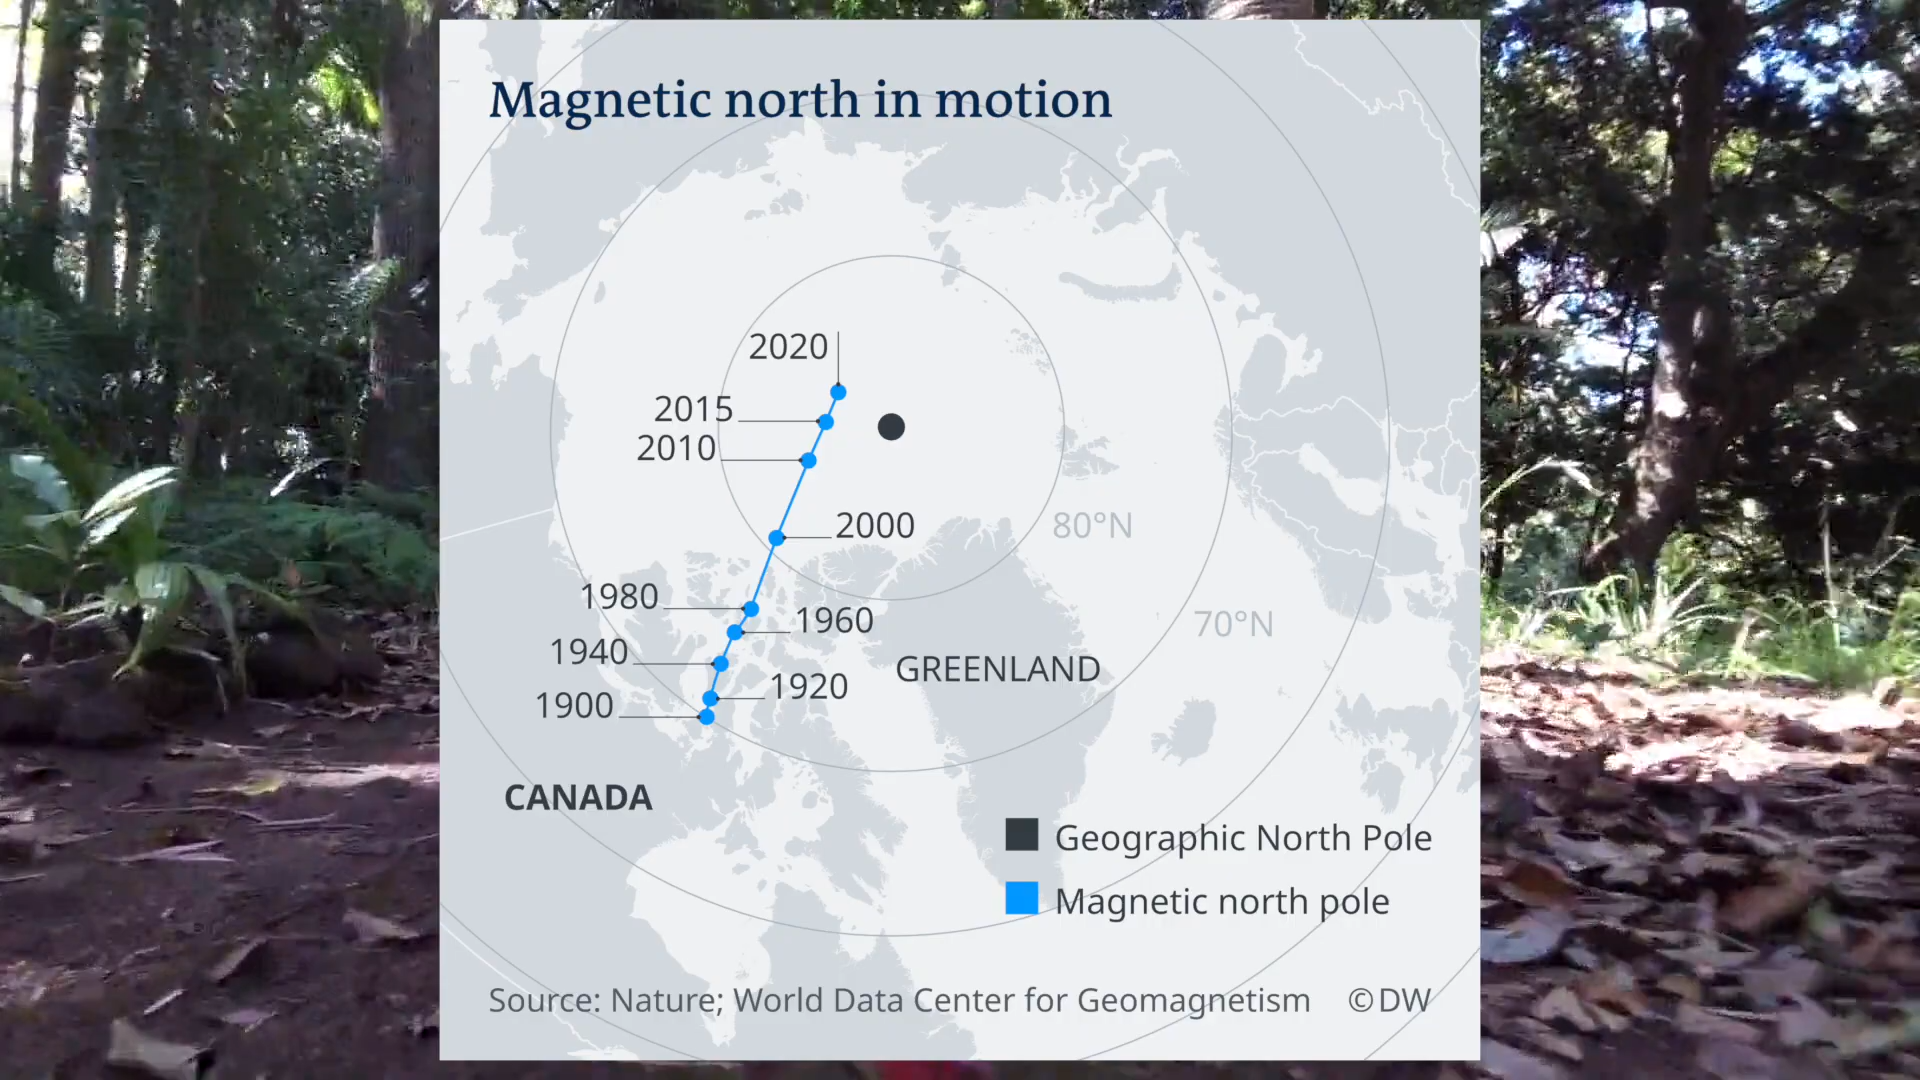 Magnetic north in motion
2020
2015
2010
2000
80°N
1980
1960
70°N
1940
GREENLAND
1920
1900
CANADA
Geographic North Pole
Magnetic north pole
Source: Nature; World Data Center for Geomagnetism ©DW